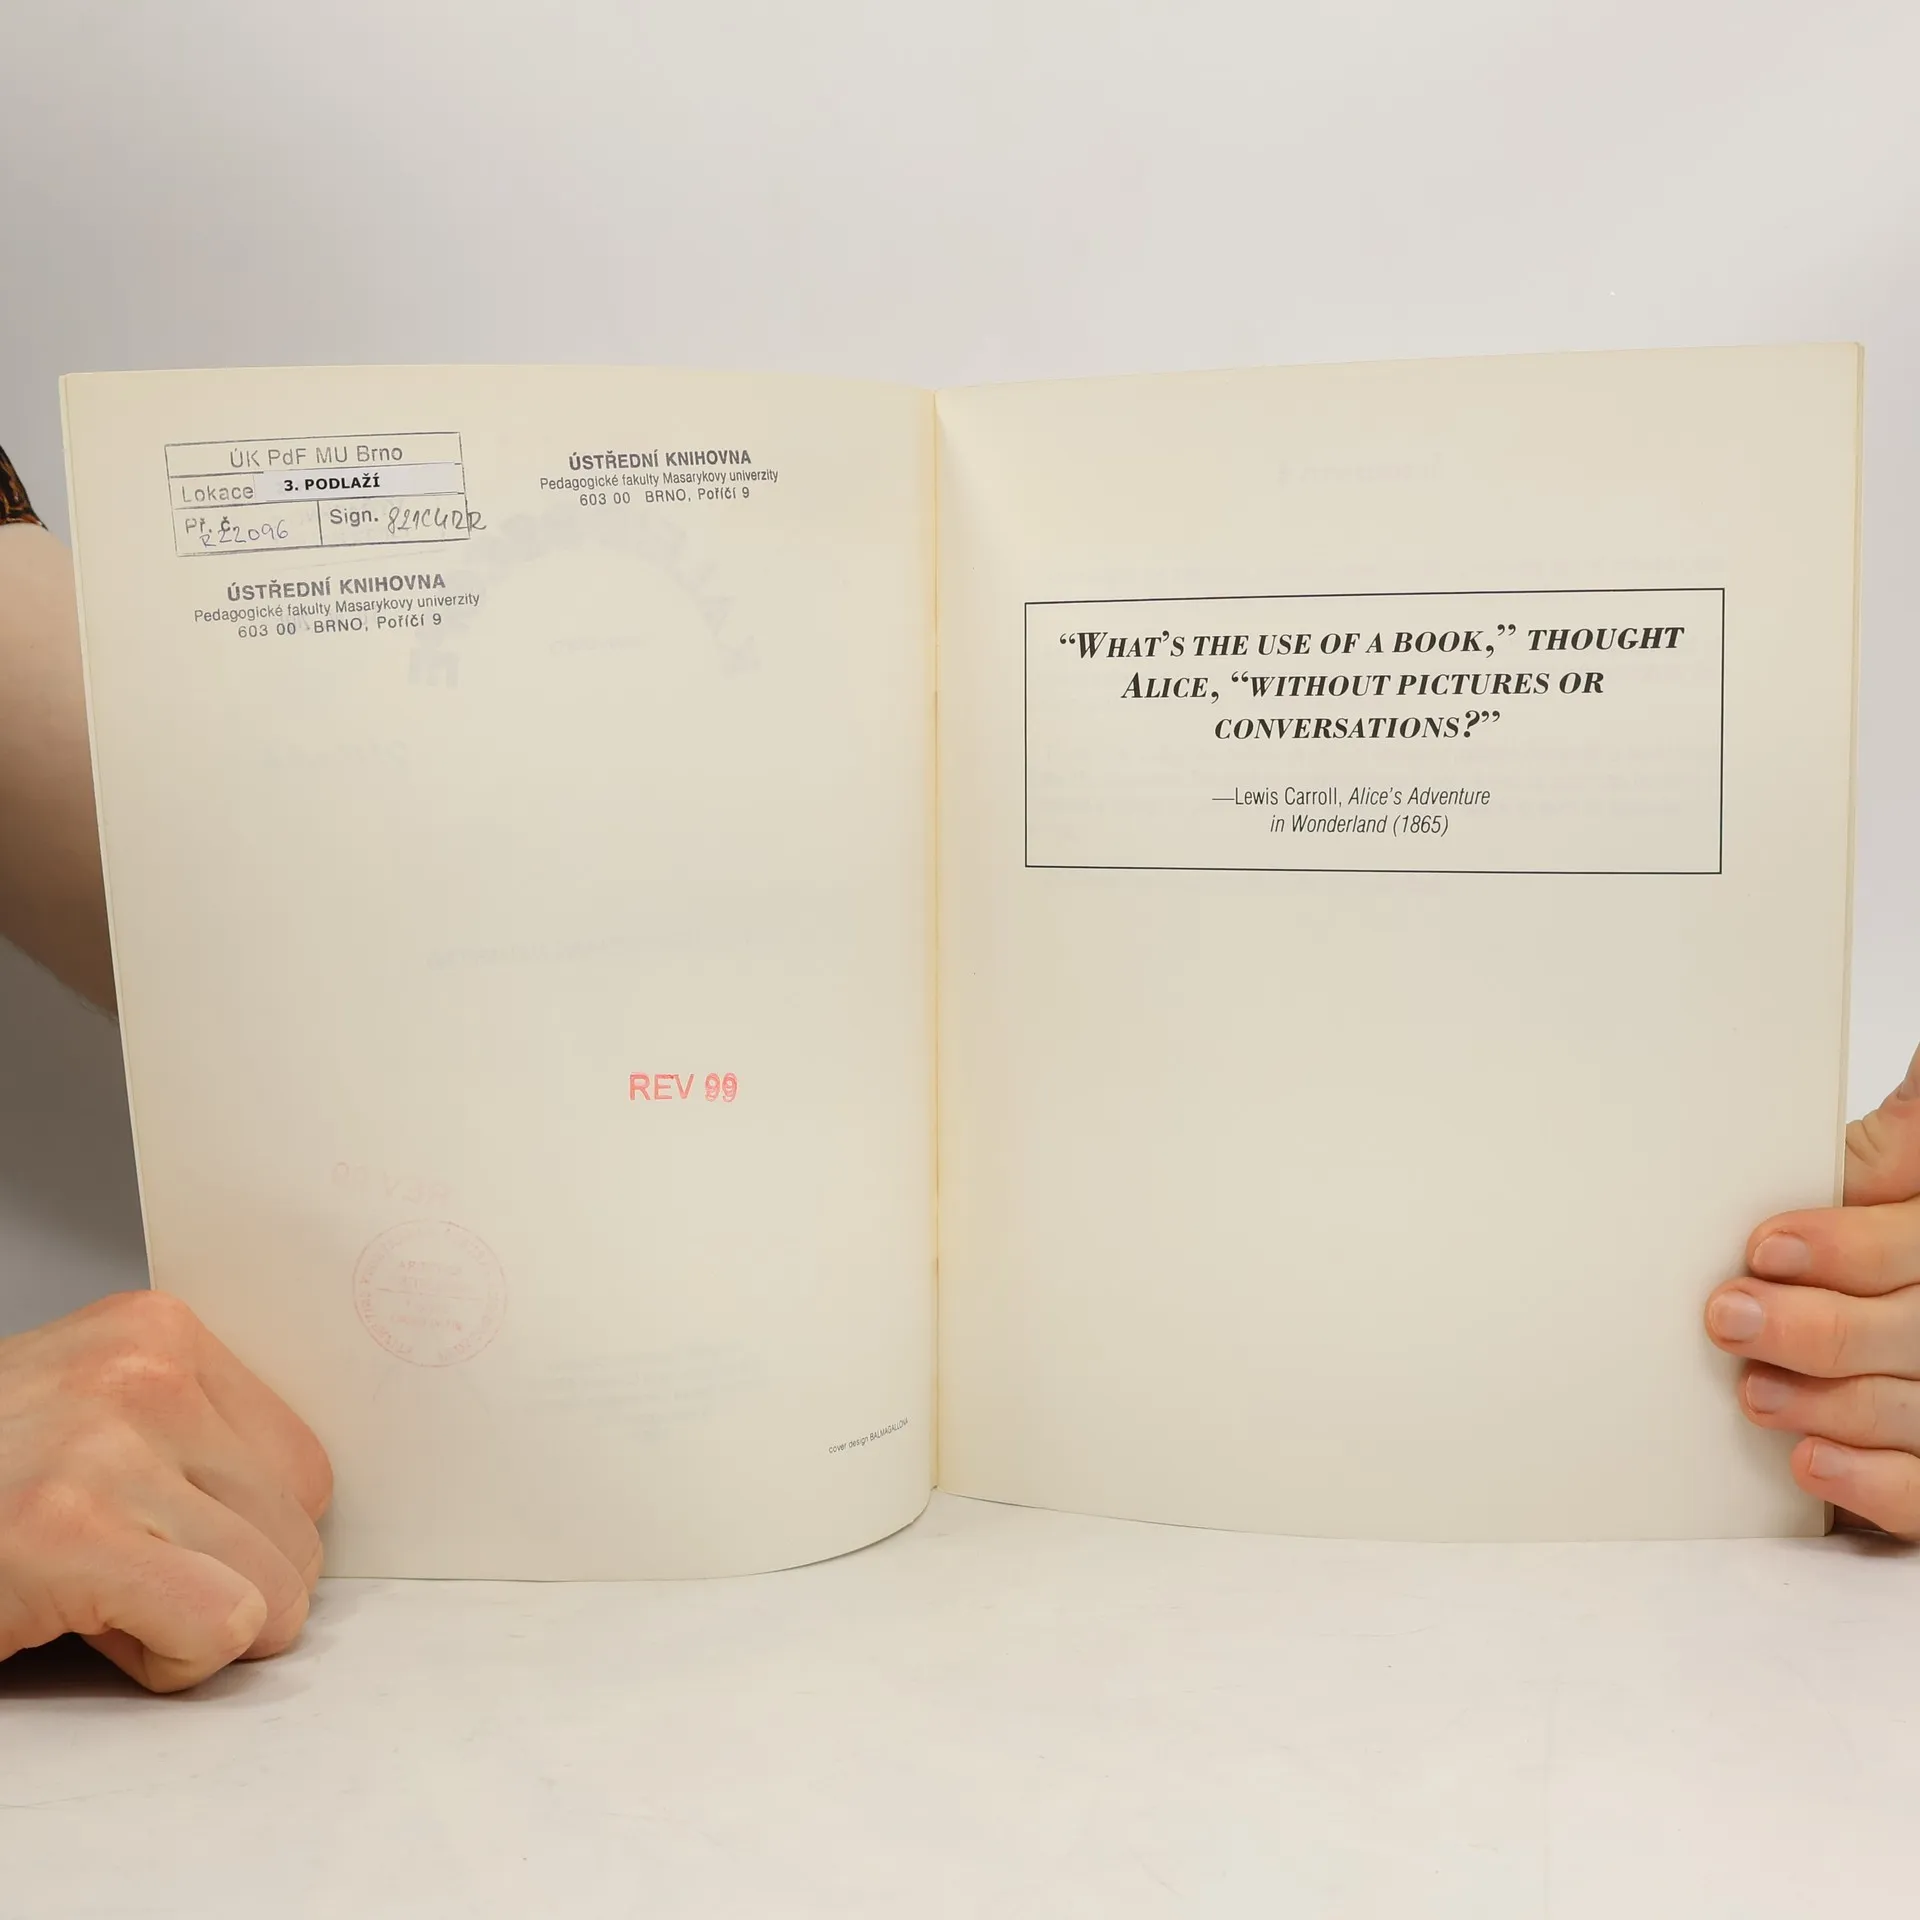 ÚK PdF MU Brno
Lokace 3. PODLAŽÍ
Př. č. Sign.
ÚSTŘEDNÍ KNIHOVNA
Pedagogické fakulty Masarykovy univerzity
603 00 BRNO, Poříčí 9
ÚSTŘEDNÍ KNIHOVNA
Pedagogické fakulty Masarykovy univerzity
603 00 BRNO, Poříčí 9
REV 99
cover design BALMAGALLONA
“WHAT’S THE USE OF A BOOK,” THOUGHT
ALICE, “WITHOUT PICTURES OR
CONVERSATIONS?”
—Lewis Carroll, Alice’s Adventure
in Wonderland (1865)